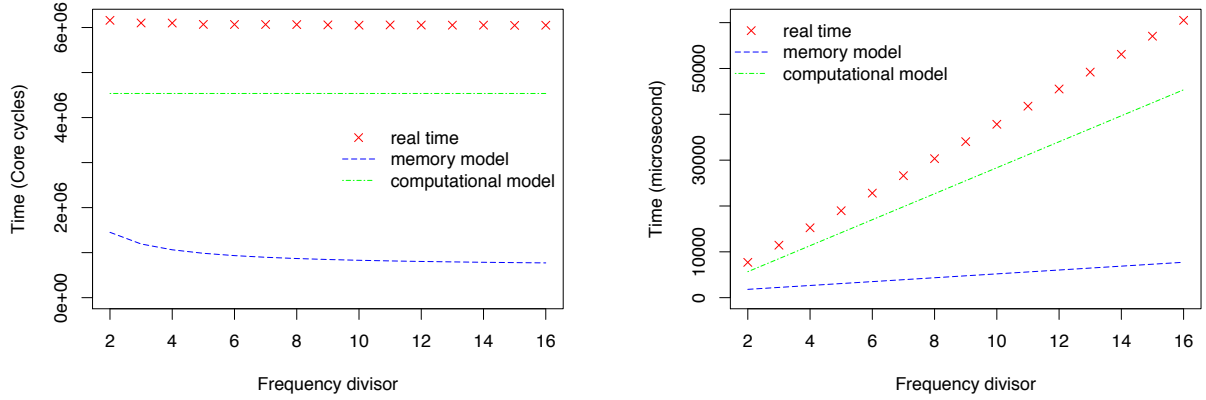 Time (Core cycles)
6e+06
4e+06
2e+06
0e+00
real time
memory model
computational model
2 4 6 8 10 12 14 16
Frequency divisor
Time (microsecond)
50000
30000
10000
0
real time
memory model
computational model
2 4 6 8 10 12 14 16
Frequency divisor